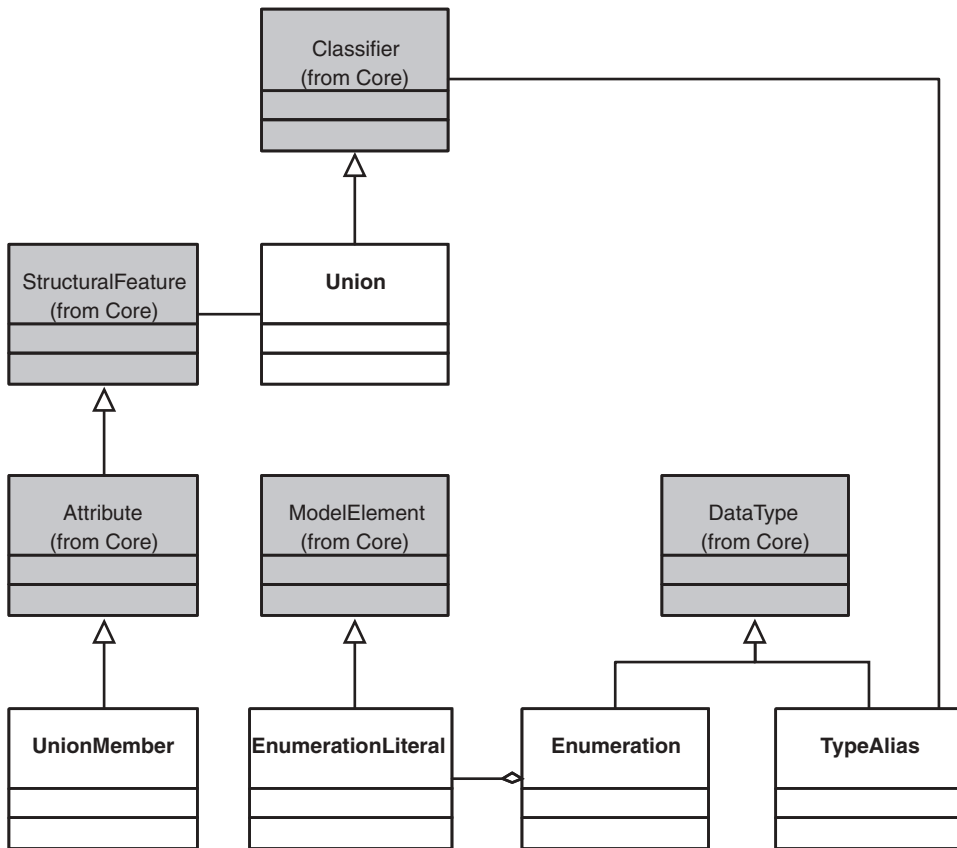 Classifier
(from Core)
StructuralFeature
(from Core)
Union
Attribute
(from Core)
ModelElement
(from Core)
DataType
(from Core)
UnionMember
EnumerationLiteral
Enumeration
TypeAlias